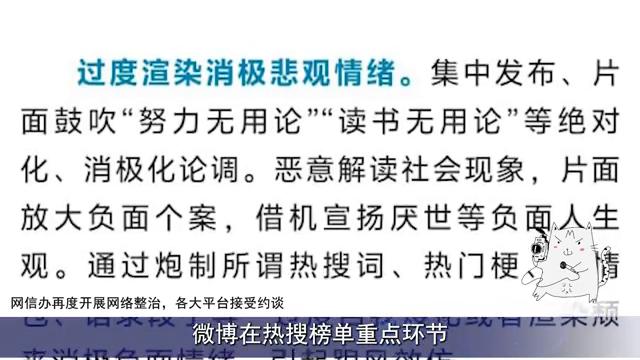 过度渲染消极悲观情绪。集中发布、片
面鼓吹“努力无用论”“读书无用论”等绝对
化、消极化论调。恶意解读社会现象，片面
放大负面个案，借机宣扬厌世等负面人生
观。通过炮制所谓热搜词、热门梗
情
网信办再度开展网络整治，各大平台接受约谈
微博在热搜榜单重点环节